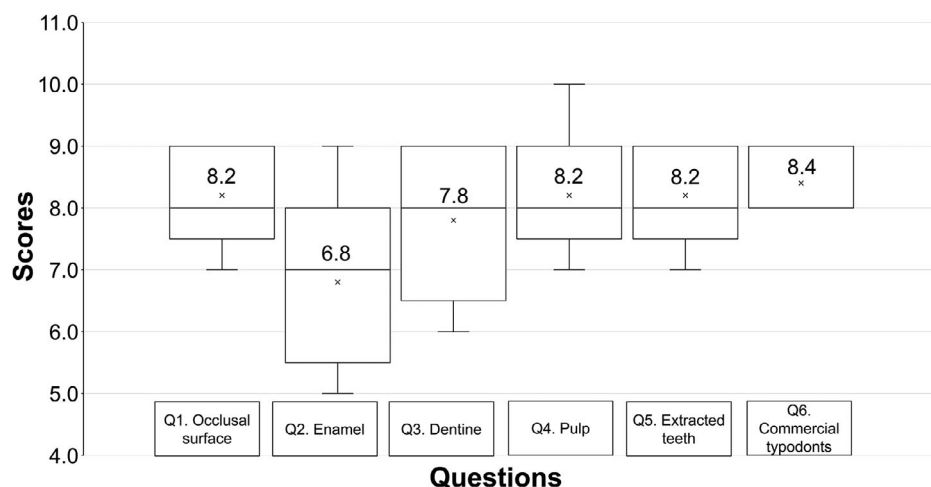 11.0
10.0
9.0
8.0
7.0
6.0
5.0
4.0
Scores
8.2
6.8
7.8
8.2
8.2
8.4
Q1. Occlusal
surface
Q2. Enamel
Q3. Dentine
Q4. Pulp
Q5. Extracted
teeth
Q6.
Commercial
typodonts
Questions